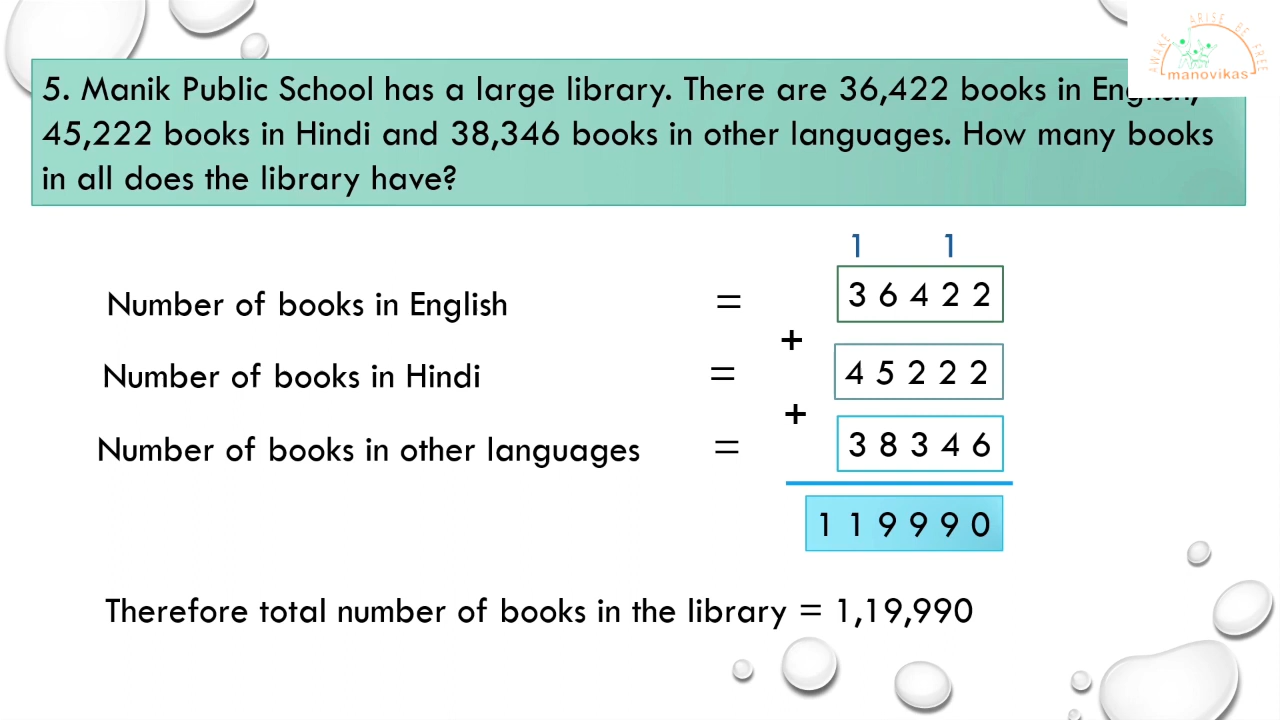 AWAKE ARISE BE FREE
manovikas
5. Manik Public School has a large library. There are 36,422 books in English,
45,222 books in Hindi and 38,346 books in other languages. How many books
in all does the library have?
1 1
Number of books in English = 3 6 4 2 2
+
Number of books in Hindi = 4 5 2 2 2
+
Number of books in other languages = 3 8 3 4 6
1 1 9 9 9 0
Therefore total number of books in the library = 1,19,990